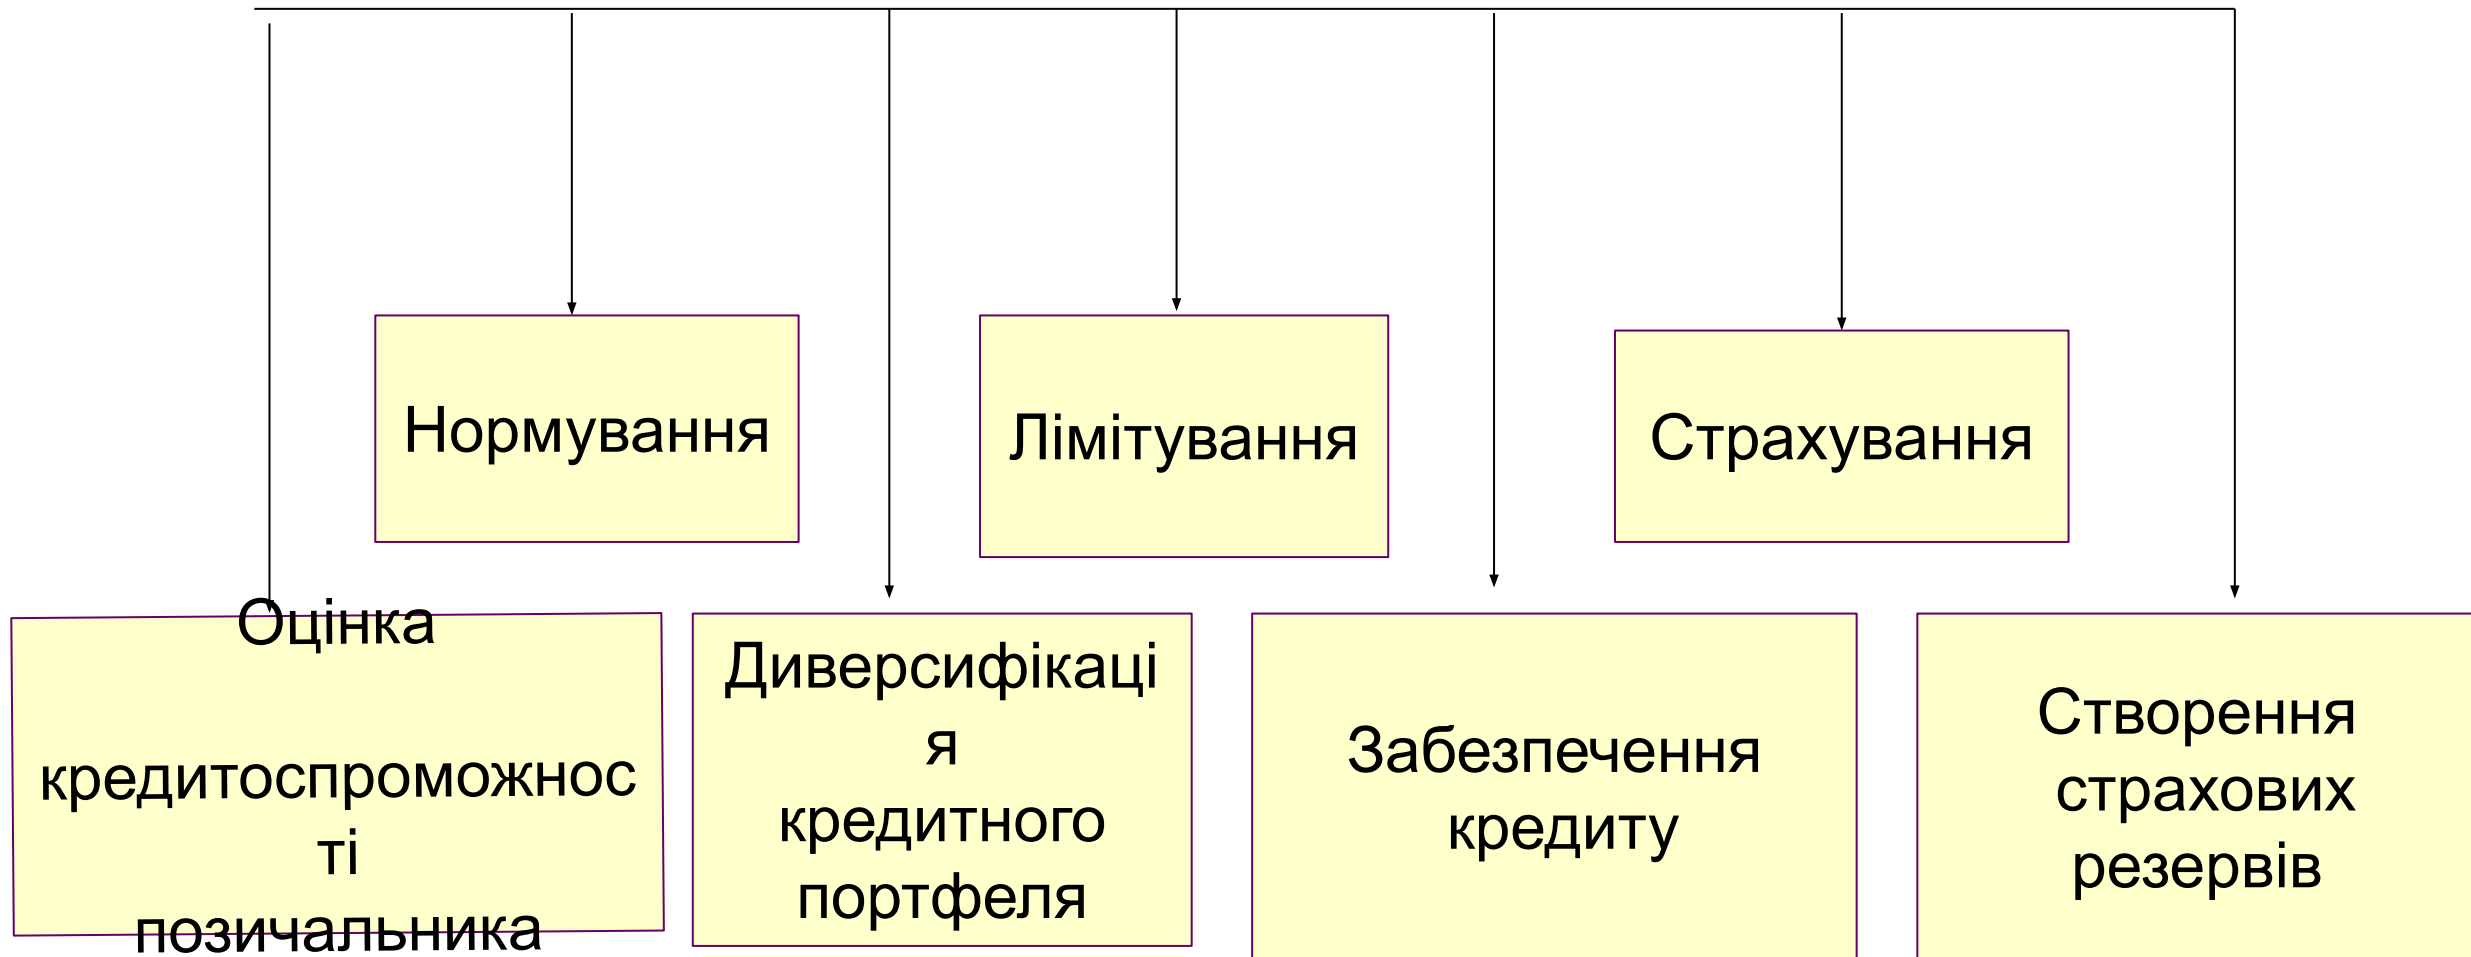 Нормування
Лімітування
Страхування
Оцінка
кредитоспроможнос
ті
позичальника
Диверсифікаці
я
кредитного
портфеля
Забезпечення
кредиту
Створення
страхових
резервів